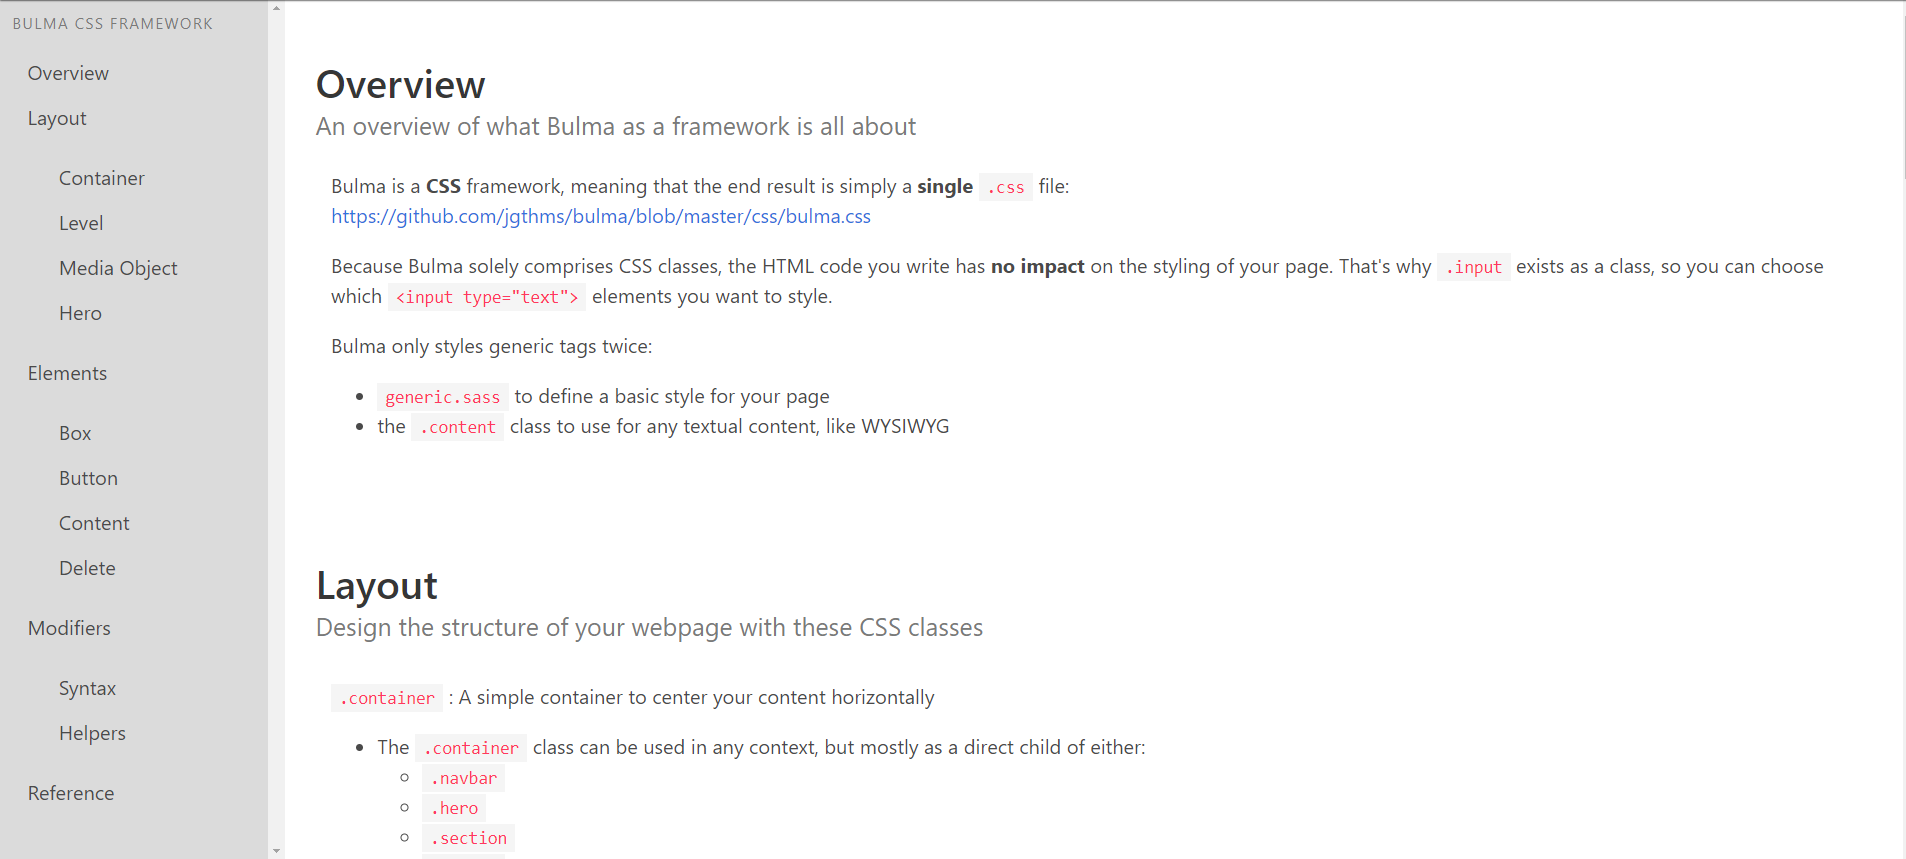 BULMA CSS FRAMEWORK
Overview
Layout
Container
Level
Media Object
Hero
Elements
Box
Button
Content
Delete
Modifiers
Syntax
Helpers
Reference
Overview
An overview of what Bulma as a framework is all about
Bulma is a CSS framework, meaning that the end result is simply a single .css file:
https://github.com/jgthms/bulma/blob/master/css/bulma.css
Because Bulma solely comprises CSS classes, the HTML code you write has no impact on the styling of your page. That's why .input exists as a class, so you can choose
which <input type="text"> elements you want to style.
Bulma only styles generic tags twice:
generic.sass to define a basic style for your page
the .content class to use for any textual content, like WYSIWYG
Layout
Design the structure of your webpage with these CSS classes
.container : A simple container to center your content horizontally
The .container class can be used in any context, but mostly as a direct child of either:
.navbar
.hero
.section